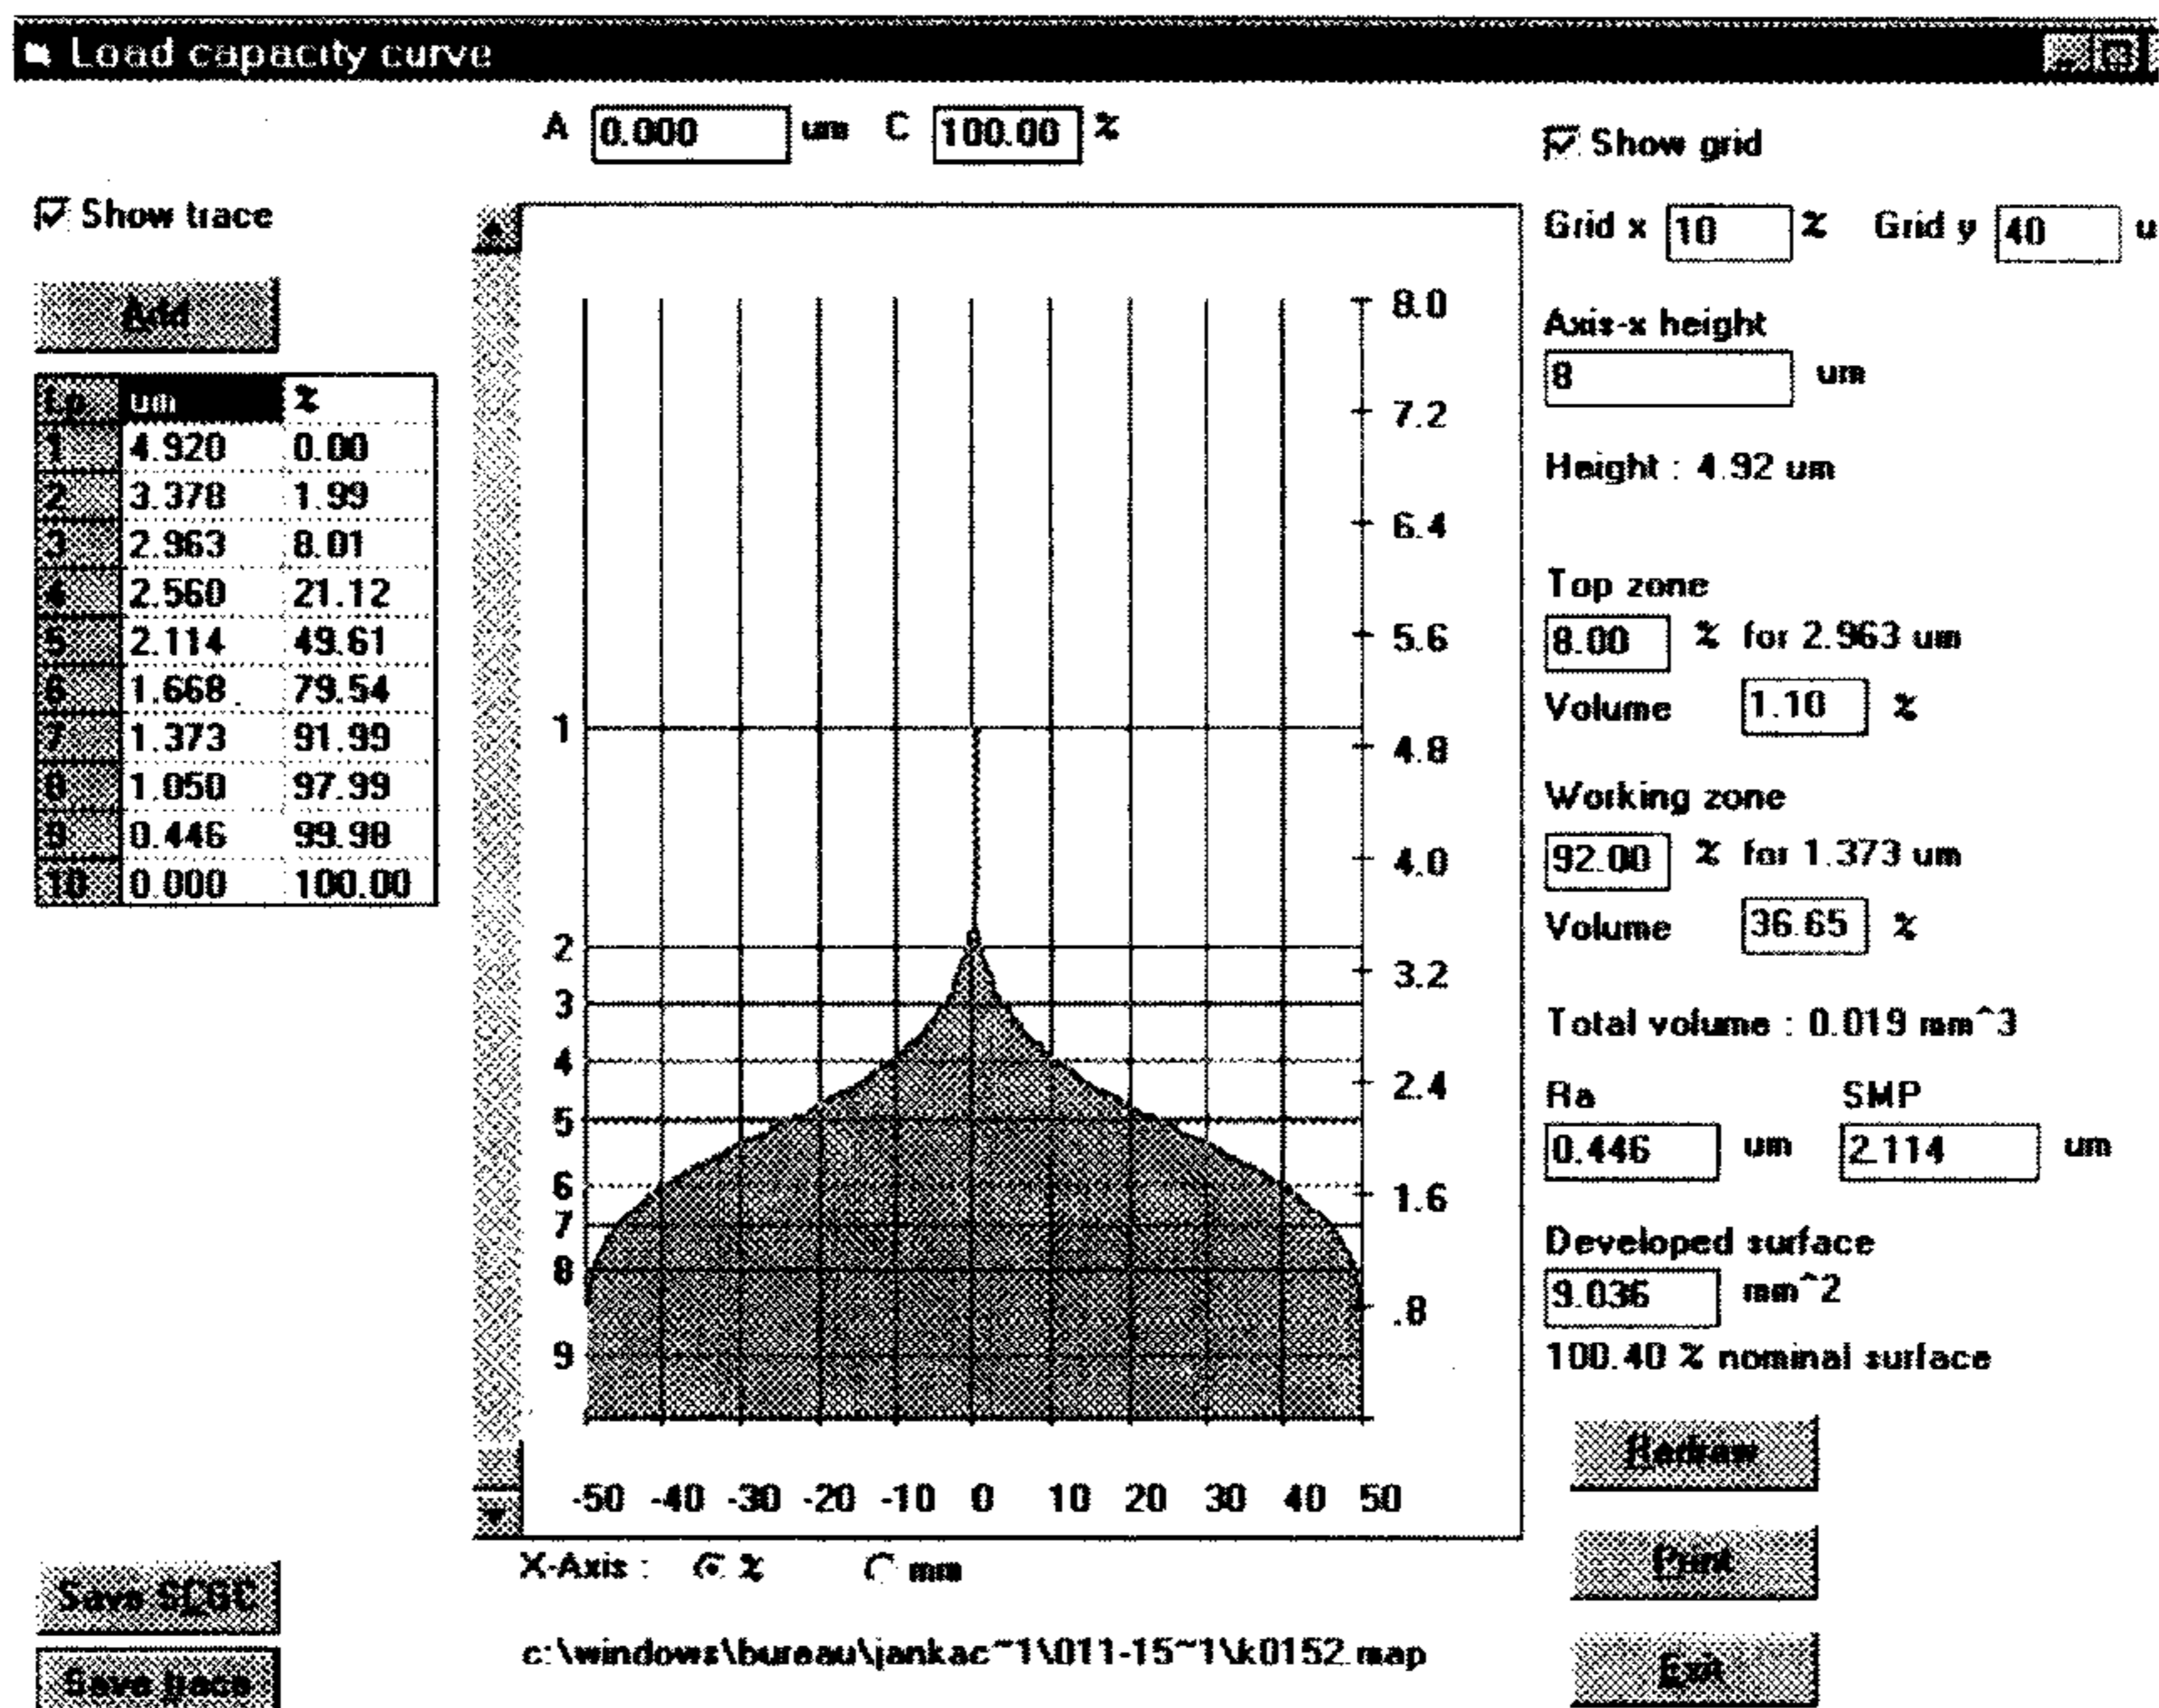 Load capacity curve
A 0.000 um C 100.00 %
Show grid
Show trace
Grid x 10 % Grid y 40 u
Add
Axis-x height
8 um
Lp um %
1 4.920 0.00
2 3.378 1.99
3 2.963 8.01
4 2.560 21.12
5 2.114 49.61
6 1.668 79.54
7 1.373 91.99
8 1.050 97.99
9 0.446 99.98
10 0.000 100.00
8.0
7.2
6.4
5.6
4.8
4.0
3.2
2.4
1.6
.8
1
2
3
4
5
6
7
8
9
-50 -40 -30 -20 -10 0 10 20 30 40 50
Height : 4.92 um
Top zone
8.00 % for 2.963 um
Volume 1.10 %
Working zone
92.00 % for 1.373 um
Volume 36.65 %
Total volume : 0.019 mm^3
Ra SMP
0.446 um 2.114 um
Developed surface
9.036 mm^2
100.40 % nominal surface
Redraw
Print
Exit
X-Axis : % mm
Save SCGC
Save trace
c:\windows\bureau\jankac~1\011-15~1\k0152.map